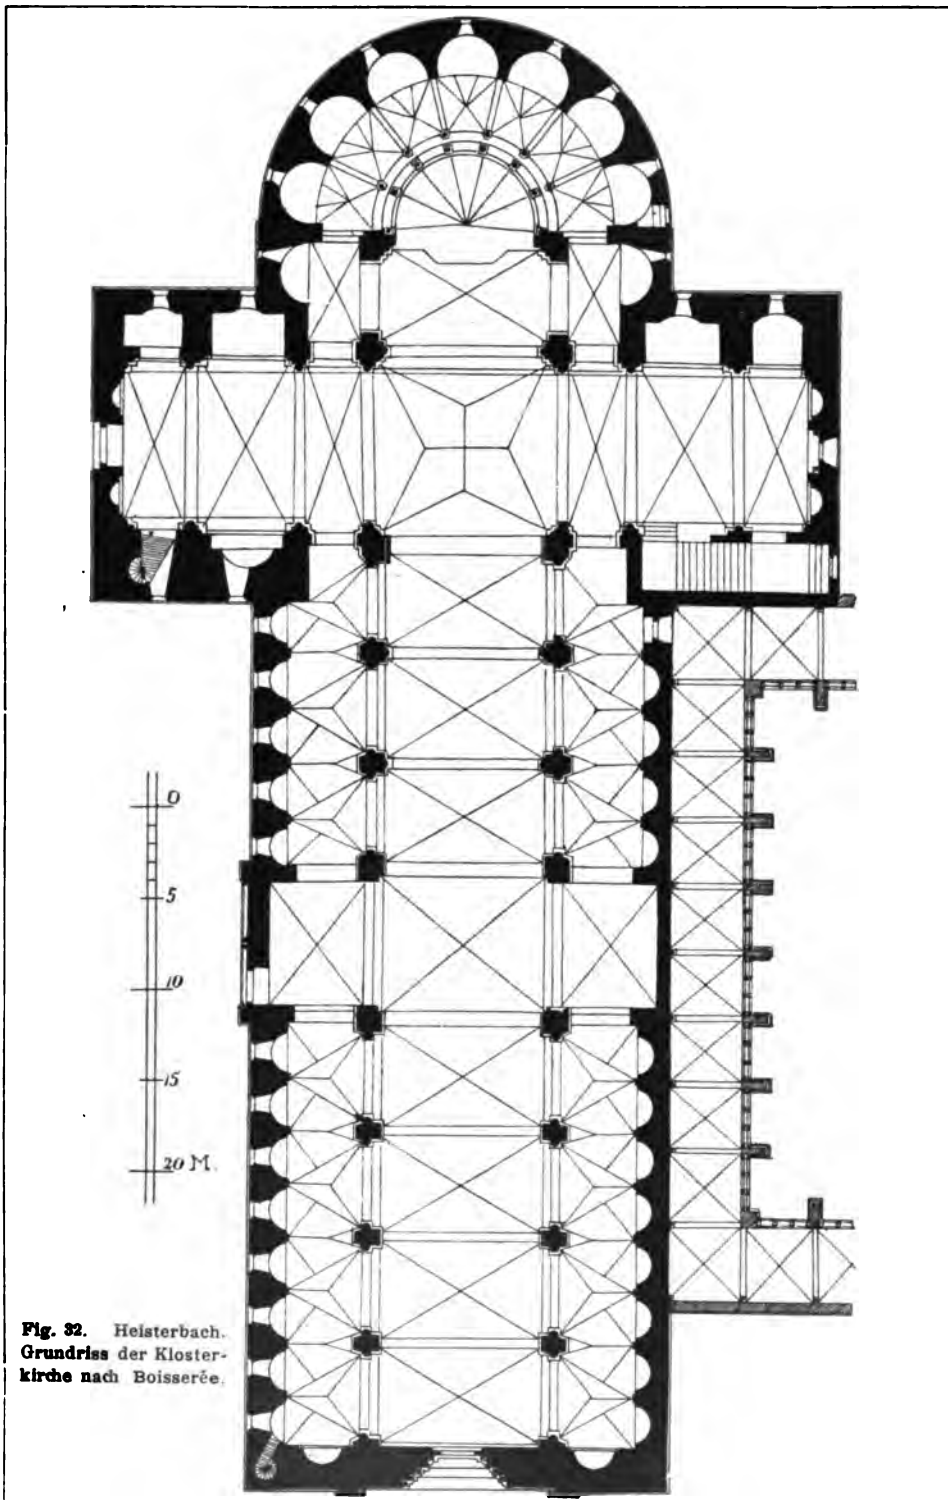 0
5
10
15
20 M.
Fig. 32. Heisterbach.
Grundriss der Kloster-
kirche nach Boisserée.